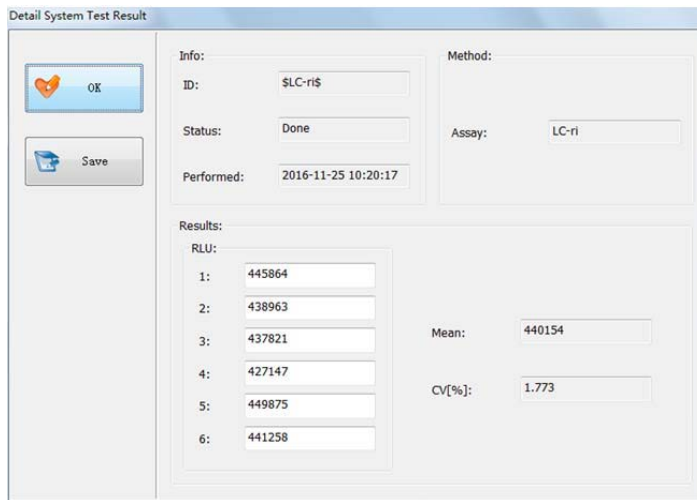 Detail System Test Result
OK
Save
Info:
ID: $LC-ri$
Status: Done
Performed: 2016-11-25 10:20:17
Method:
Assay: LC-ri
Results:
RLU:
1: 445864
2: 438963
3: 437821
4: 427147
5: 449875
6: 441258
Mean: 440154
CV[%]: 1.773